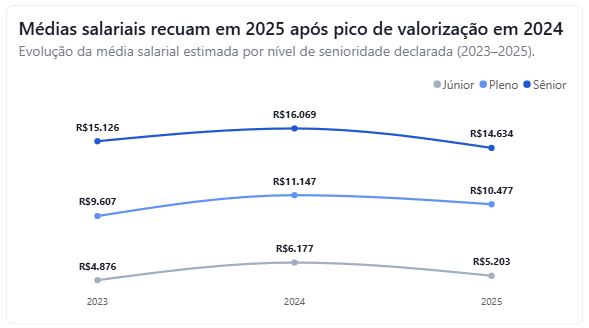 Médias salariais recuam em 2025 após pico de valorização em 2024
Evolução da média salarial estimada por nível de senioridade declarada (2023–2025).
Júnior Pleno Sênior
R$15.126 R$16.069 R$14.634
R$9.607 R$11.147 R$10.477
R$4.876 R$6.177 R$5.203
2023 2024 2025